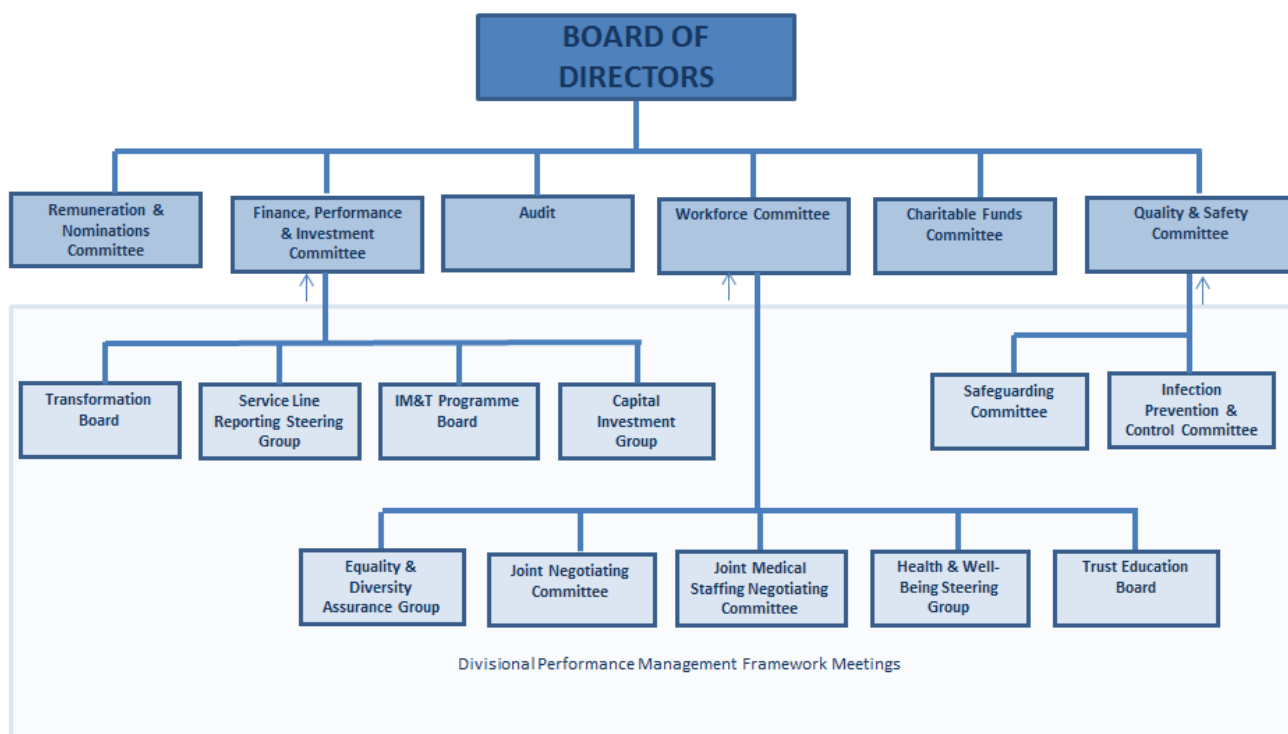 BOARD OF
DIRECTORS
Remuneration &
Nominations
Committee
Finance, Performance
& Investment
Committee
Audit
Workforce Committee
Charitable Funds
Committee
Quality & Safety
Committee
Transformation
Board
Service Line
Reporting Steering
Group
IM&T Programme
Board
Capital
Investment
Group
Safeguarding
Committee
Infection
Prevention &
Control Committee
Equality &
Diversity
Assurance Group
Joint Negotiating
Committee
Joint Medical
Staffing Negotiating
Committee
Health & Well-
Being Steering
Group
Trust Education
Board
Divisional Performance Management Framework Meetings